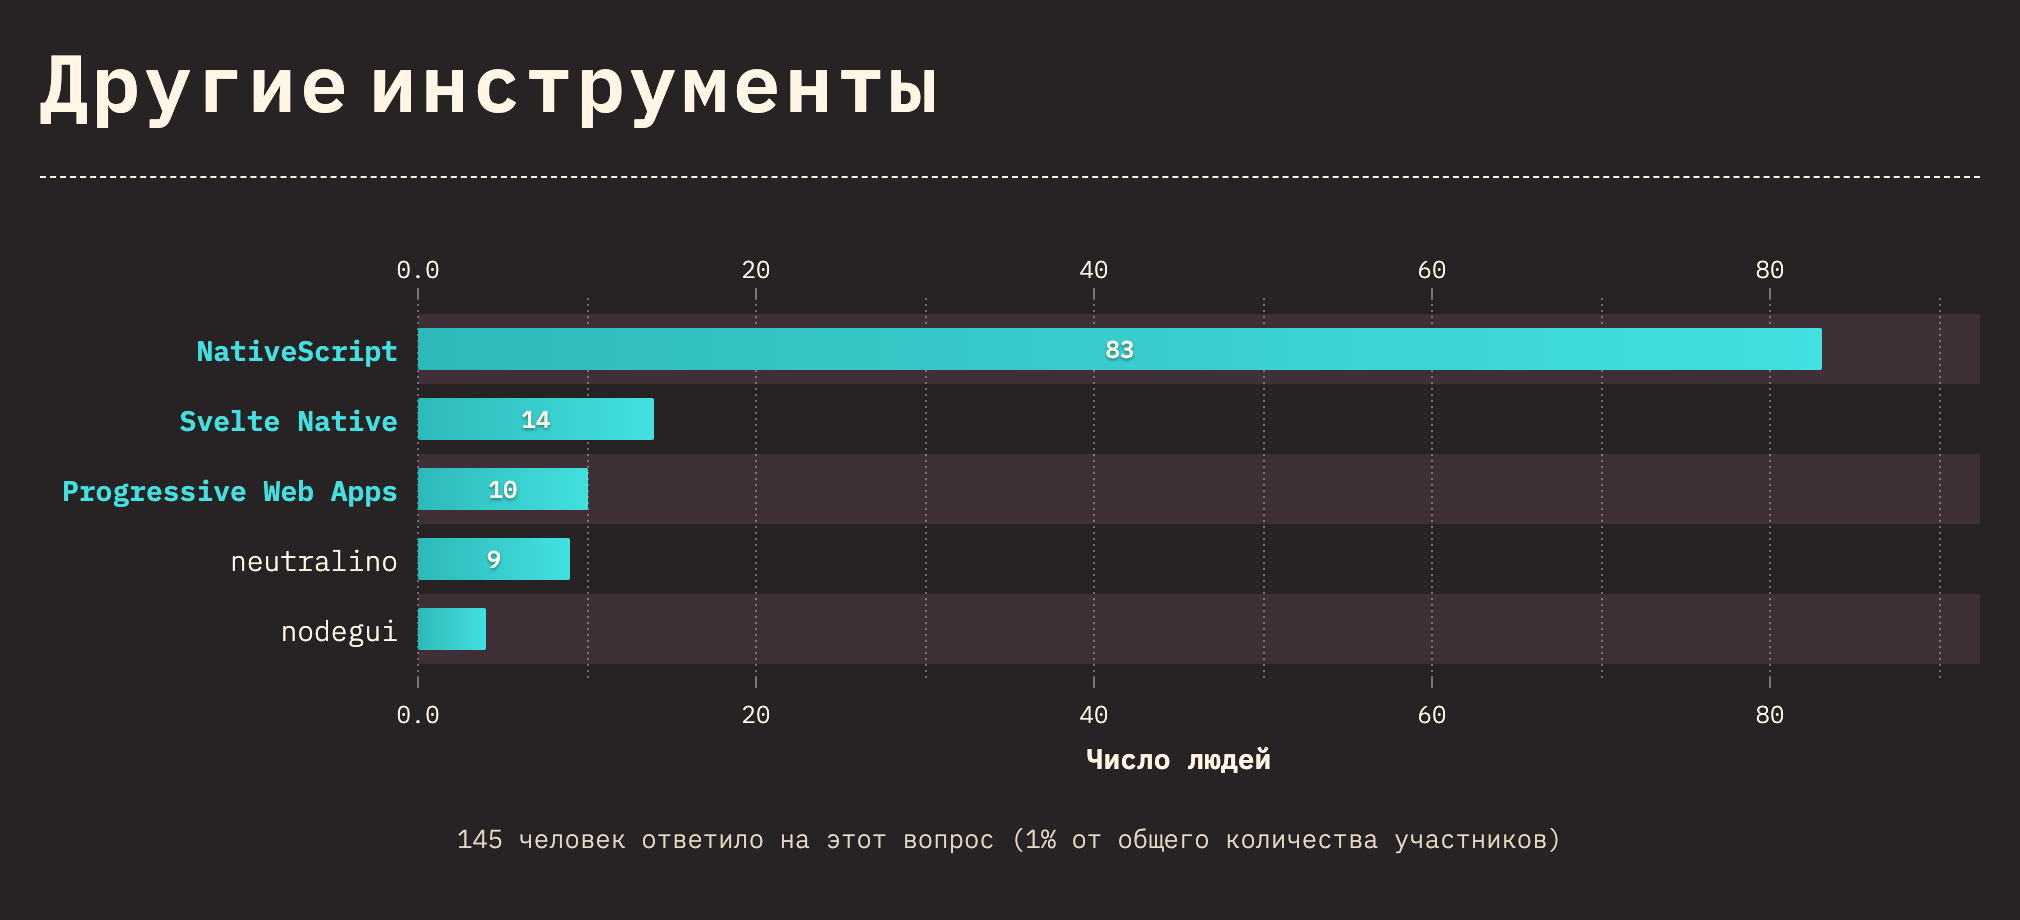 Другие инструменты
0.0 20 40 60 80
NativeScript 83
Svelte Native 14
Progressive Web Apps 10
neutralino 9
nodegui
0.0 20 40 60 80
Число людей
145 человек ответило на этот вопрос (1% от общего количества участников)